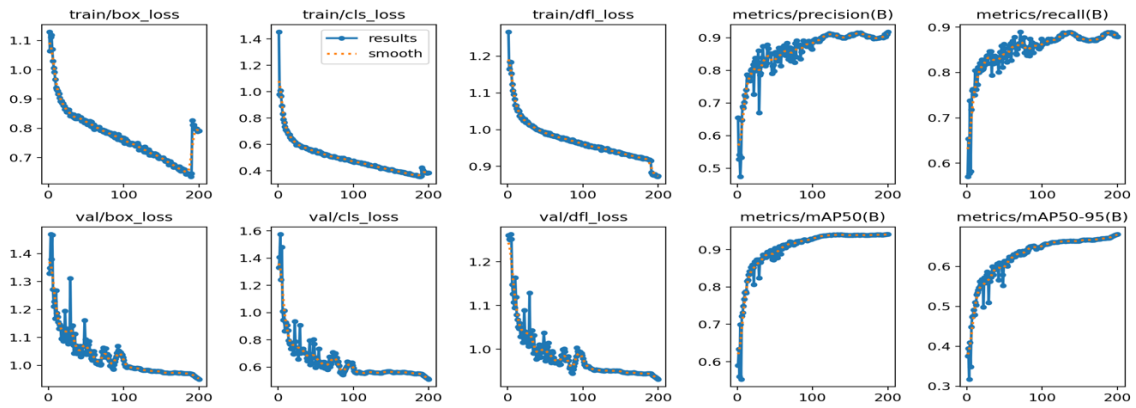 train/box_loss
train/cls_loss
train/dfl_loss
metrics/precision(B)
metrics/recall(B)
results
smooth
1.1
1.0
0.9
0.8
0.7
0 100 200
1.4
1.2
1.0
0.8
0.6
0.4
0 100 200
1.2
1.1
1.0
0.9
0 100 200
0.9
0.8
0.7
0.6
0.5
0 100 200
0.9
0.8
0.7
0.6
0 100 200
val/box_loss
val/cls_loss
val/dfl_loss
metrics/mAP50(B)
metrics/mAP50-95(B)
1.4
1.3
1.2
1.1
1.0
0 100 200
1.6
1.4
1.2
1.0
0.8
0.6
0 100 200
1.2
1.1
1.0
0 100 200
0.9
0.8
0.7
0.6
0 100 200
0.6
0.5
0.4
0.3
0 100 200